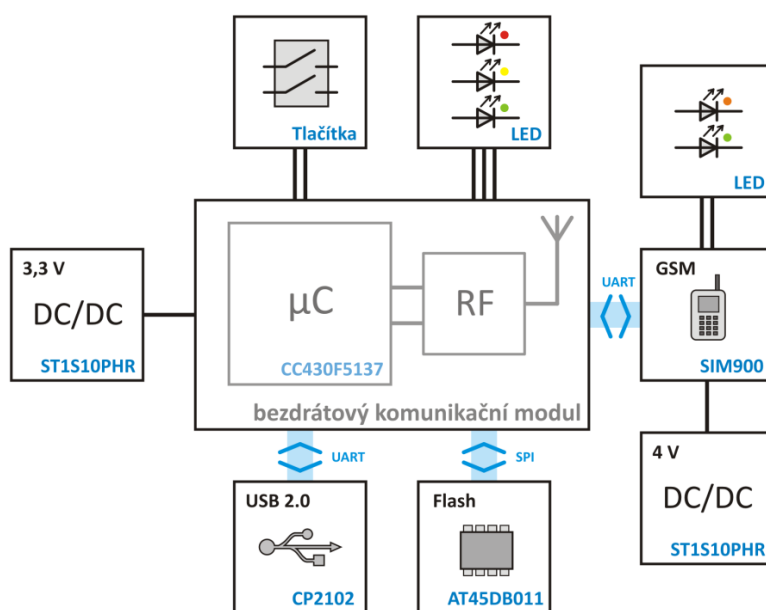 Tlačítka
LED
LED
3,3 V
DC/DC
ST1S10PHR
µC
CC430F5137
RF
bezdrátový komunikační modul
UART
GSM
SIM900
UART
SPI
USB 2.0
CP2102
Flash
AT45DB011
4 V
DC/DC
ST1S10PHR